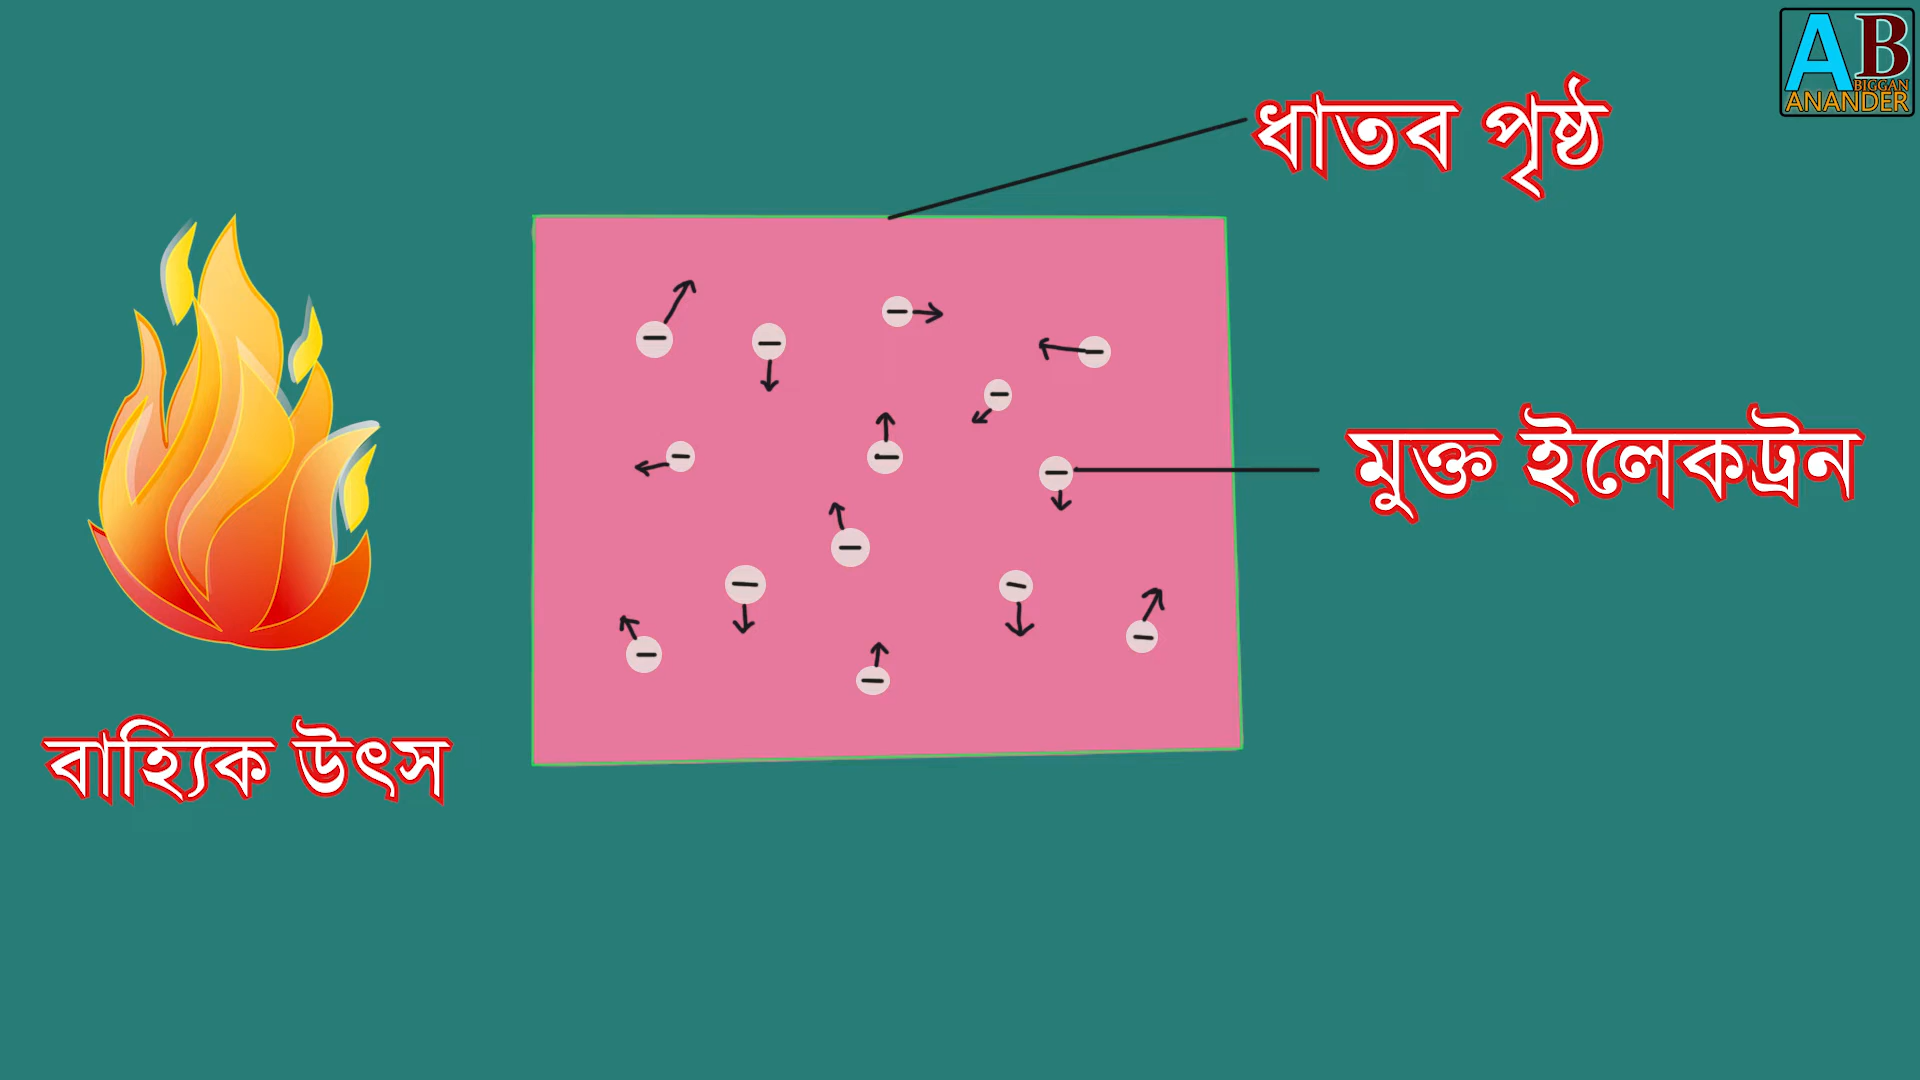 AB
BIGGAN
ANANDER
ধাতব পৃষ্ঠ
মুক্ত ইলেকট্রন
বাহ্যিক উৎস